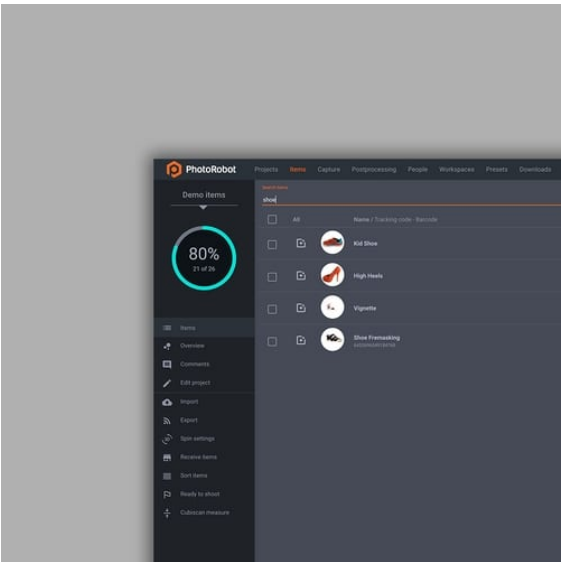 PhotoRobot
Projects Items Capture Postprocessing People Workspaces Presets Downloads
Demo items
Search items
shoe
All Name / Tracking code - Barcode
80%
21 of 26
Kid Shoe
High Heels
Vignette
Shoe Fremasking
Items
Overview
Comments
Edit project
Import
Export
Spin settings
Receive items
Sort items
Ready to shoot
Cubiscan measure